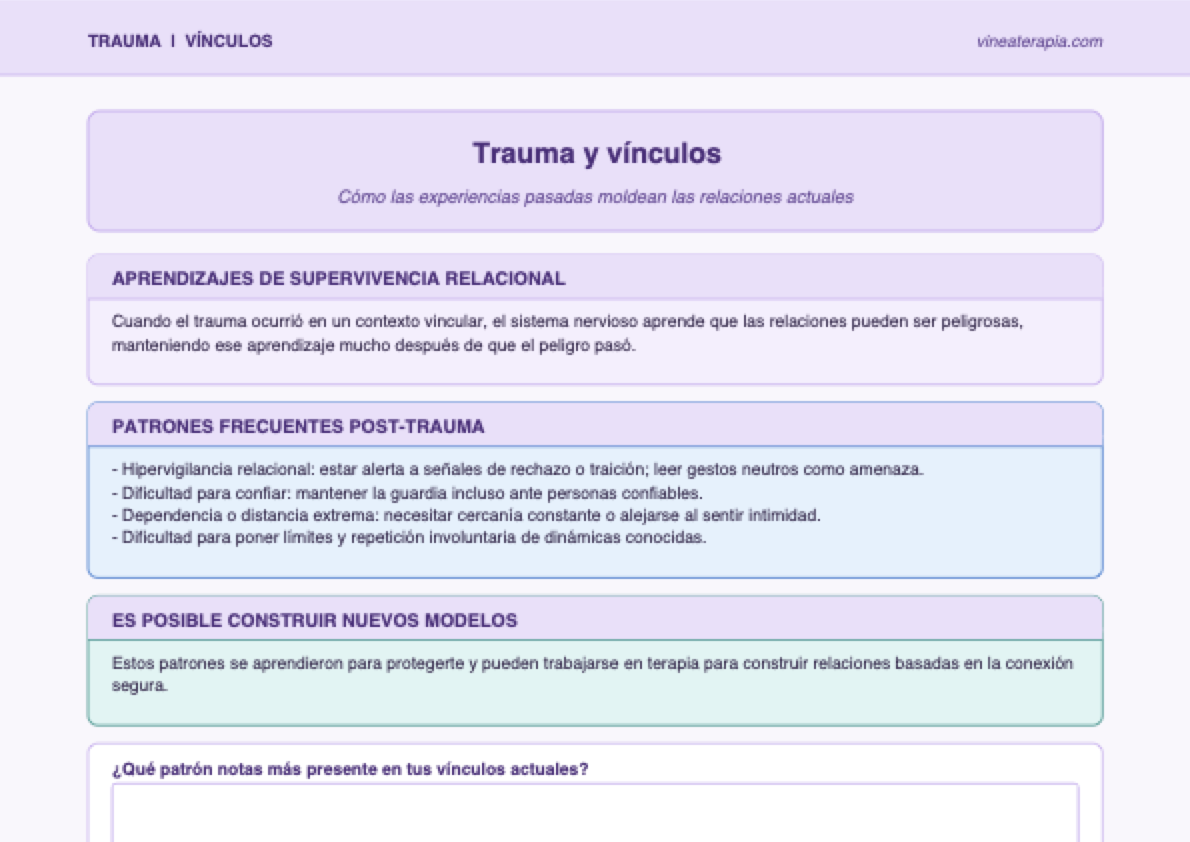 TRAUMA | VÍNCULOS
vineaterapia.com
Trauma y vínculos
Cómo las experiencias pasadas moldean las relaciones actuales
APRENDIZAJES DE SUPERVIVENCIA RELACIONAL
Cuando el trauma ocurrió en un contexto vincular, el sistema nervioso aprende que las relaciones pueden ser peligrosas,
manteniendo ese aprendizaje mucho después de que el peligro pasó.
PATRONES FRECUENTES POST-TRAUMA
- Hipervigilancia relacional: estar alerta a señales de rechazo o traición; leer gestos neutros como amenaza.
- Dificultad para confiar: mantener la guardia incluso ante personas confiables.
- Dependencia o distancia extrema: necesitar cercanía constante o alejarse al sentir intimidad.
- Dificultad para poner límites y repetición involuntaria de dinámicas conocidas.
ES POSIBLE CONSTRUIR NUEVOS MODELOS
Estos patrones se aprendieron para protegerte y pueden trabajarse en terapia para construir relaciones basadas en la conexión
segura.
¿Qué patrón notas más presente en tus vínculos actuales?